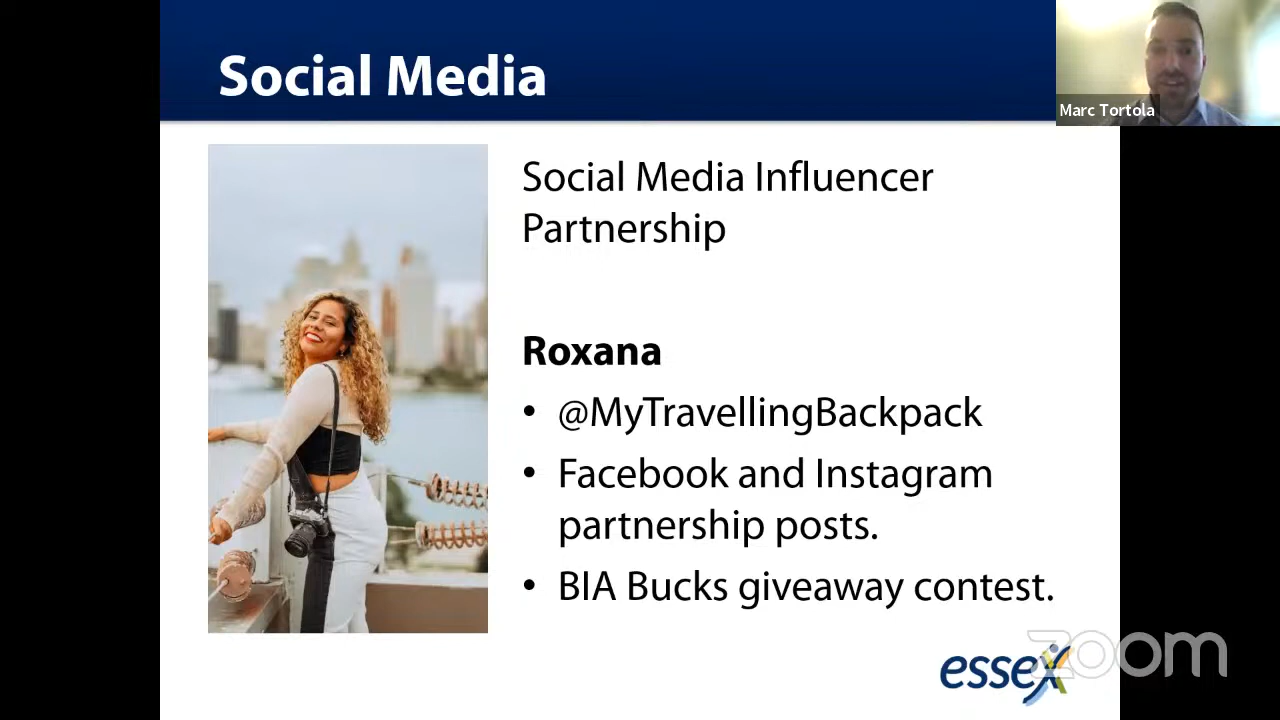 Social Media
Marc Tortola
Social Media Influencer
Partnership
Roxana
• @MyTravellingBackpack
• Facebook and Instagram
partnership posts.
• BIA Bucks giveaway contest.
essex
zoom